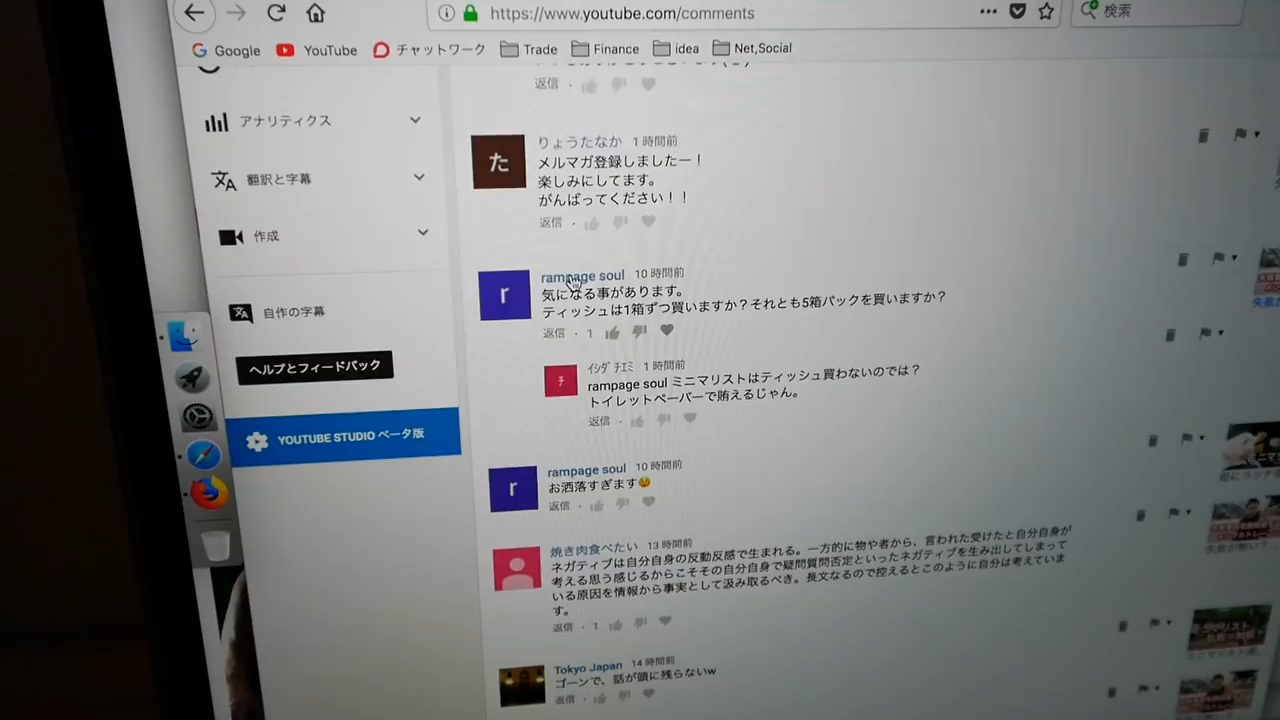 https://www.youtube.com/comments
検索
Google
YouTube
チャットワーク
Trade
Finance
idea
Net,Social
返信
アナリティクス
翻訳と字幕
作成
自作の字幕
ヘルプとフィードバック
YOUTUBE STUDIO ベータ版
た
りょうたなか 1 時間前
メルマガ登録しましたー！
楽しみにしてます。
がんばってください！！
返信
r
rampage soul 10 時間前
気になる事があります。
ティッシュは1箱ずつ買いますか？それとも5箱パックを買いますか？
返信 · 1
チ
ｲｼﾀﾞ ﾁｴﾐ 1 時間前
rampage soul ミニマリストはティッシュ買わないのでは？
トイレットペーパーで賄えるじゃん。
返信
r
rampage soul 10 時間前
お洒落すぎます
返信
焼き肉食べたい 13 時間前
ネガティブは自分自身の反動反感で生まれる。一方的に物や者から、言われた受けたと自分自身が
考える思う感じるからこその自分自身で疑問質問否定といったネガティブを生み出してしまって
いる原因を情報から事実として汲み取るべき。長文なるので控えるとこのように自分は考えていま
す。
返信 · 1
Tokyo Japan 14 時間前
ゴーンで、話が頭に残らないw
返信